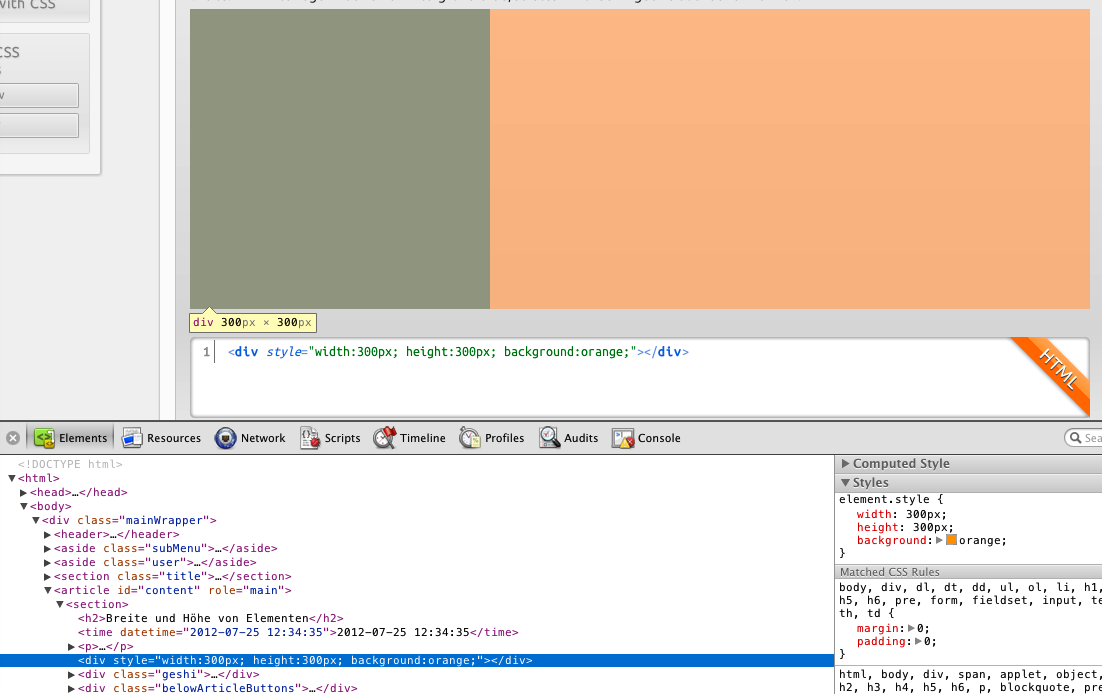 with CSS
CSS
div 300px × 300px
1 <div style="width:300px; height:300px; background:orange;"></div>
HTML
Elements Resources Network Scripts Timeline Profiles Audits Console Sea
<!DOCTYPE html>
▼<html>
▶<head>…</head>
▼<body>
▼<div class="mainWrapper">
▶<header>…</header>
▶<aside class="subMenu">…</aside>
▶<aside class="user">…</aside>
▶<section class="title">…</section>
▼<article id="content" role="main">
▼<section>
<h2>Breite und Höhe von Elementen</h2>
<time datetime="2012-07-25 12:34:35">2012-07-25 12:34:35</time>
▶<p>…</p>
<div style="width:300px; height:300px; background:orange;"></div>
▶<div class="geshi">…</div>
▶<div class="belowArticleButtons">…</div>
▶Computed Style
▼Styles
element.style {
width: 300px;
height: 300px;
background:▶orange;
}
Matched CSS Rules
body, div, dl, dt, dd, ul, ol, li, h1,
h5, h6, pre, form, fieldset, input, te
th, td {
margin:▶0;
padding:▶0;
}
html, body, div, span, applet, object,
h2, h3, h4, h5, h6, p, blockquote, pre